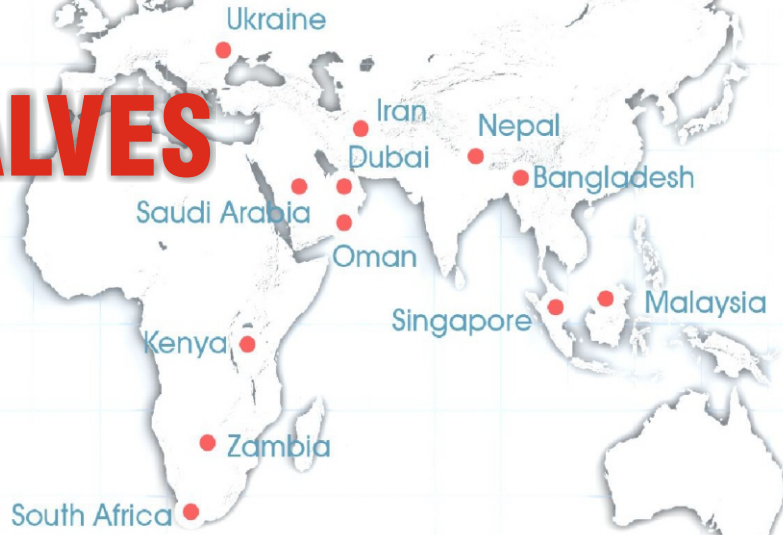 Ukraine
ALVES
Iran
Nepal
Dubai
Bangladesh
Saudi Arabia
Oman
Singapore
Malaysia
Kenya
Zambia
South Africa